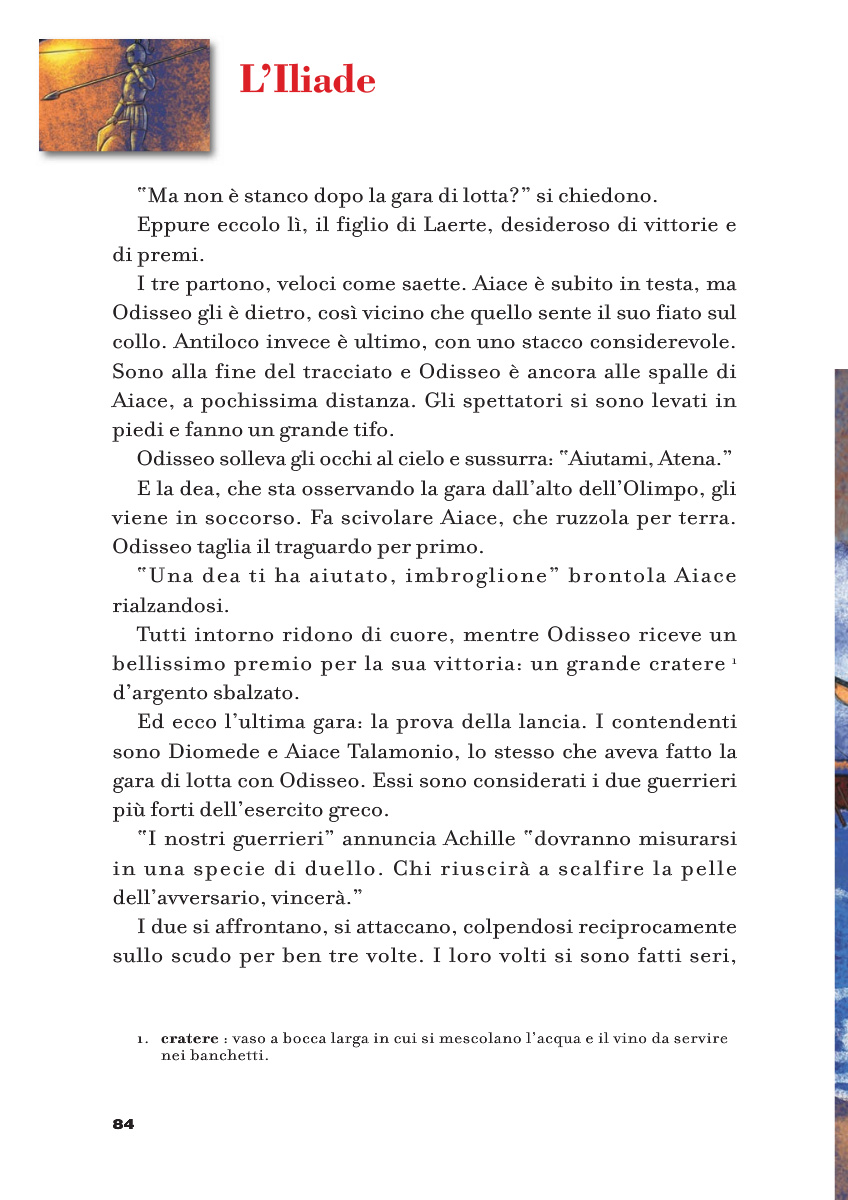 L’Iliade
“Ma non è stanco dopo la gara di lotta?” si chiedono.
Eppure eccolo lì, il figlio di Laerte, desideroso di vittorie e
di premi.
I tre partono, veloci come saette. Aiace è subito in testa, ma
Odisseo gli è dietro, così vicino che quello sente il suo fiato sul
collo. Antiloco invece è ultimo, con uno stacco considerevole.
Sono alla fine del tracciato e Odisseo è ancora alle spalle di
Aiace, a pochissima distanza. Gli spettatori si sono levati in
piedi e fanno un grande tifo.
Odisseo solleva gli occhi al cielo e sussurra: “Aiutami, Atena.”
E la dea, che sta osservando la gara dall’alto dell’Olimpo, gli
viene in soccorso. Fa scivolare Aiace, che ruzzola per terra.
Odisseo taglia il traguardo per primo.
“Una dea ti ha aiutato, imbroglione” brontola Aiace
rialzandosi.
Tutti intorno ridono di cuore, mentre Odisseo riceve un
bellissimo premio per la sua vittoria: un grande cratere 1
d’argento sbalzato.
Ed ecco l’ultima gara: la prova della lancia. I contendenti
sono Diomede e Aiace Talamonio, lo stesso che aveva fatto la
gara di lotta con Odisseo. Essi sono considerati i due guerrieri
più forti dell’esercito greco.
“I nostri guerrieri” annuncia Achille “dovranno misurarsi
in una specie di duello. Chi riuscirà a scalfire la pelle
dell’avversario, vincerà.”
I due si affrontano, si attaccano, colpendosi reciprocamente
sullo scudo per ben tre volte. I loro volti si sono fatti seri,
1. cratere : vaso a bocca larga in cui si mescolano l’acqua e il vino da servire
nei banchetti.
84